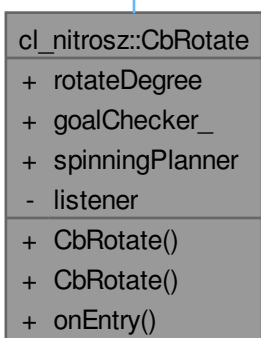 cl_nitrosz::CbRotate
+ rotateDegree
+ goalChecker_
+ spinningPlanner
- listener
+ CbRotate()
+ CbRotate()
+ onEntry()